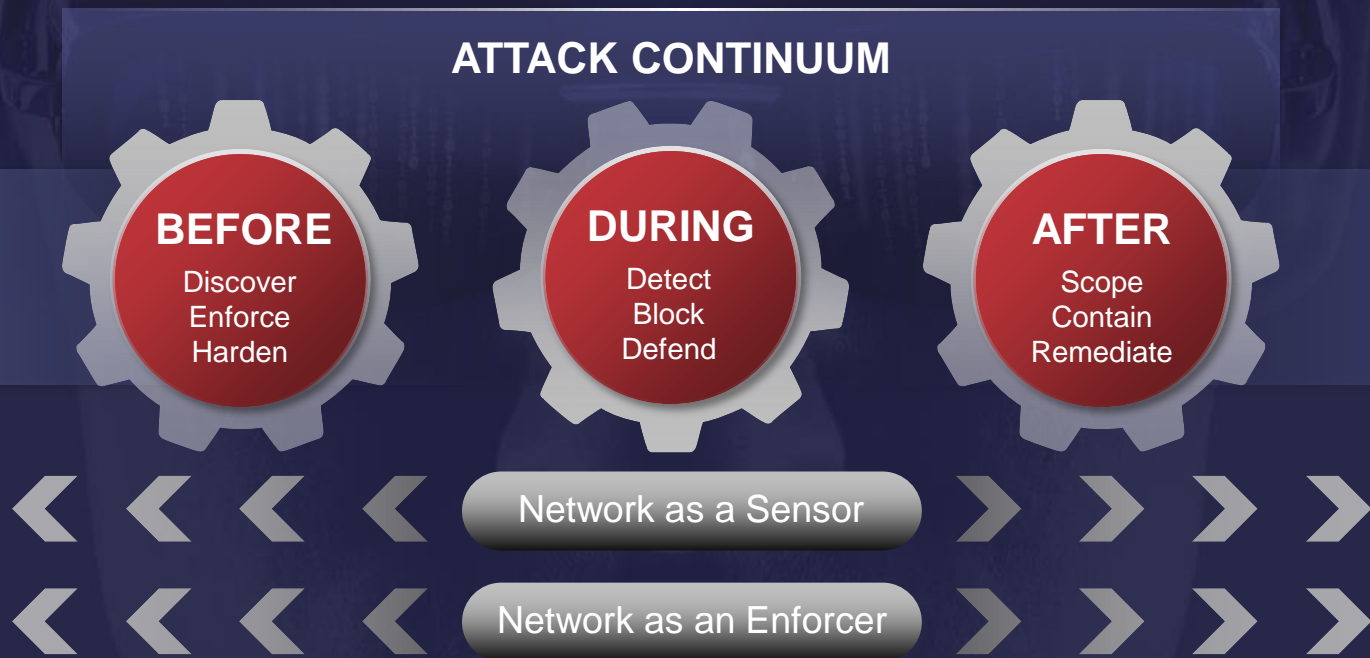 ATTACK CONTINUUM
BEFORE
Discover
Enforce
Harden
DURING
Detect
Block
Defend
AFTER
Scope
Contain
Remediate
Network as a Sensor
Network as an Enforcer